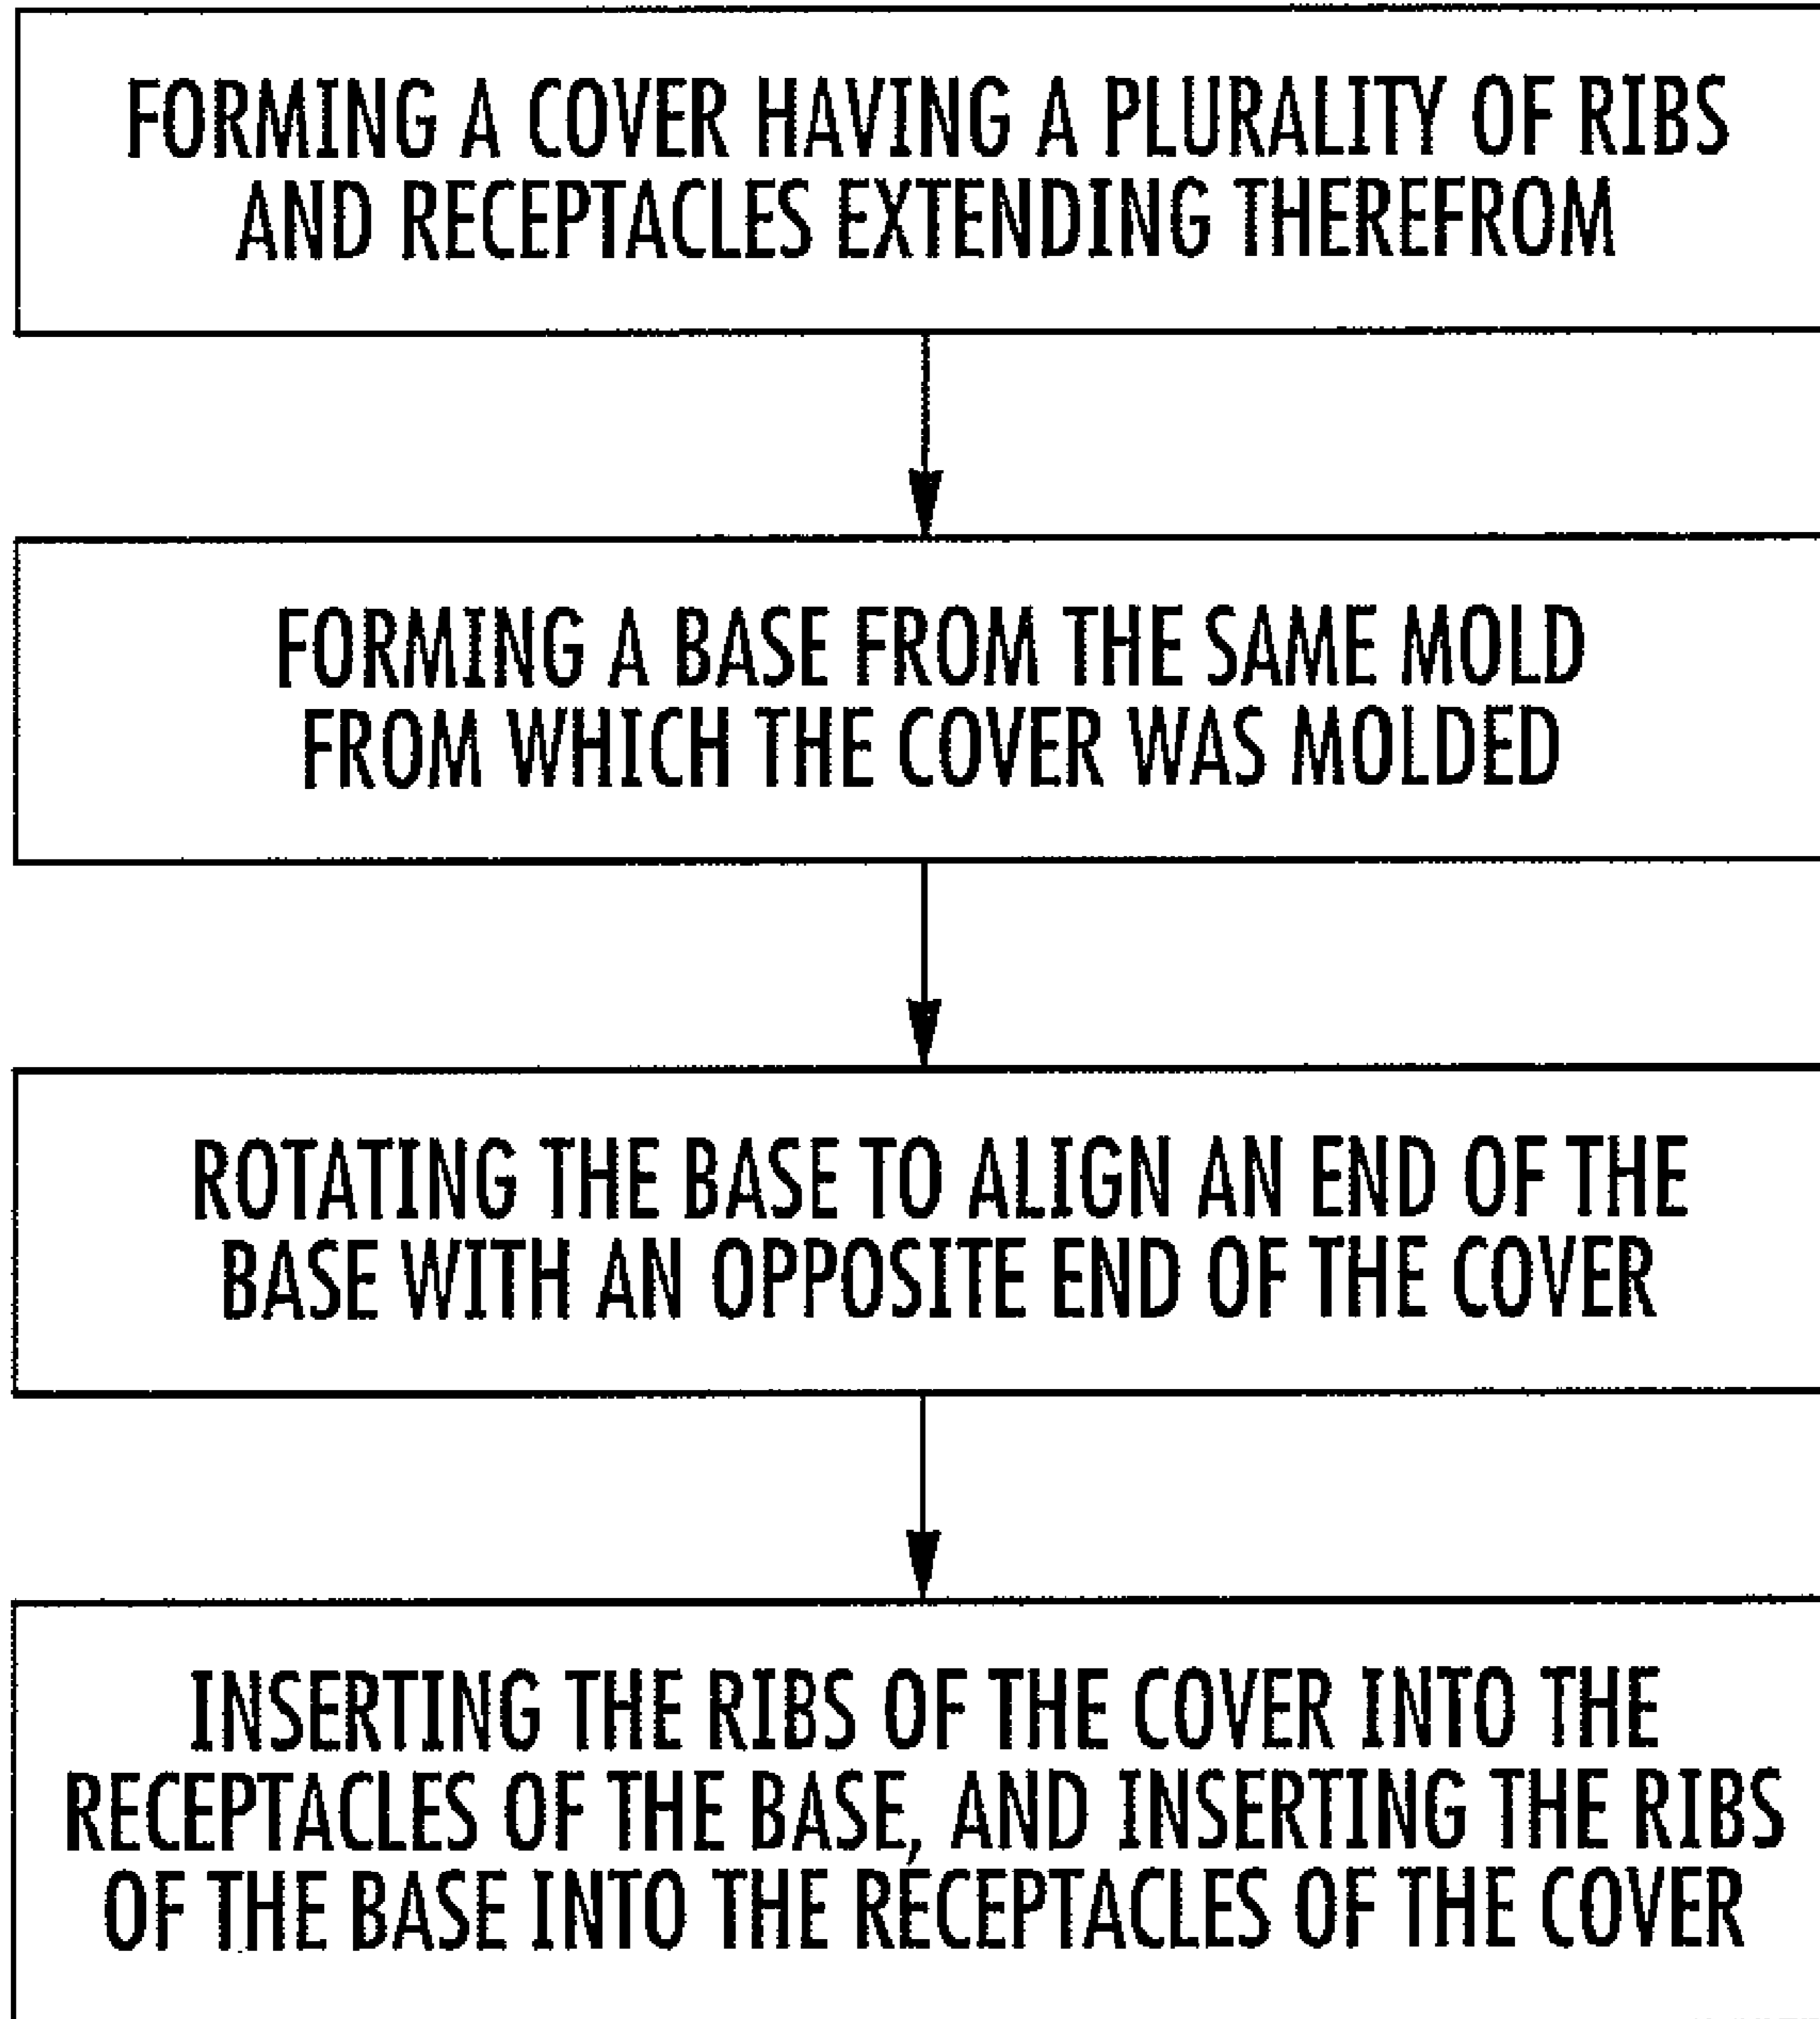 FORMING A COVER HAVING A PLURALITY OF RIBS
AND RECEPTACLES EXTENDING THEREFROM
FORMING A BASE FROM THE SAME MOLD
FROM WHICH THE COVER WAS MOLDED
ROTATING THE BASE TO ALIGN AN END OF THE
BASE WITH AN OPPOSITE END OF THE COVER
INSERTING THE RIBS OF THE COVER INTO THE
RECEPTACLES OF THE BASE, AND INSERTING THE RIBS
OF THE BASE INTO THE RECEPTACLES OF THE COVER